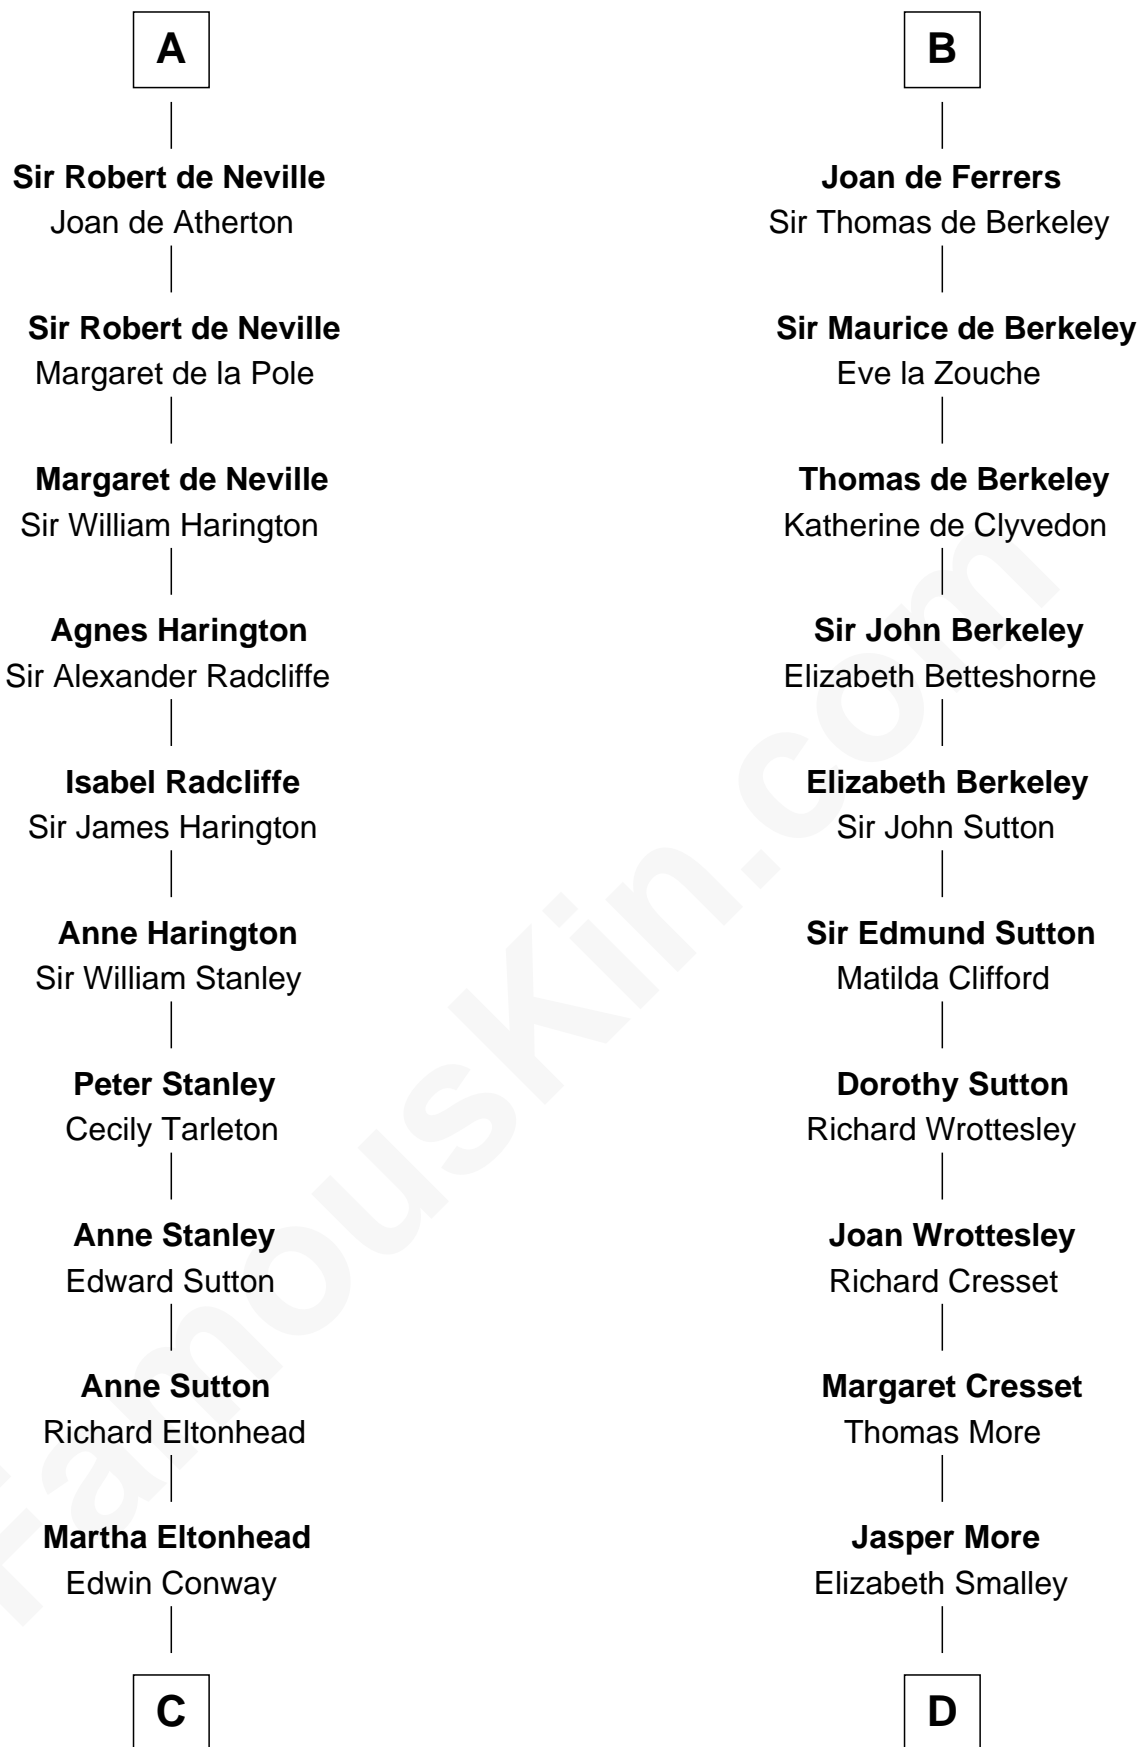 A
B
Sir Robert de Neville
Joan de Atherton
Joan de Ferrers
Sir Thomas de Berkeley
Sir Robert de Neville
Margaret de la Pole
Sir Maurice de Berkeley
Eve la Zouche
Margaret de Neville
Sir William Harington
Thomas de Berkeley
Katherine de Clyvedon
Agnes Harington
Sir Alexander Radcliffe
Sir John Berkeley
Elizabeth Betteshorne
Isabel Radcliffe
Sir James Harington
Elizabeth Berkeley
Sir John Sutton
Anne Harington
Sir William Stanley
Sir Edmund Sutton
Matilda Clifford
Peter Stanley
Cecily Tarleton
Dorothy Sutton
Richard Wrottesley
Anne Stanley
Edward Sutton
Joan Wrottesley
Richard Cresset
Anne Sutton
Richard Eltonhead
Margaret Cresset
Thomas More
Martha Eltonhead
Edwin Conway
Jasper More
Elizabeth Smalley
C
D
FamousKin.com